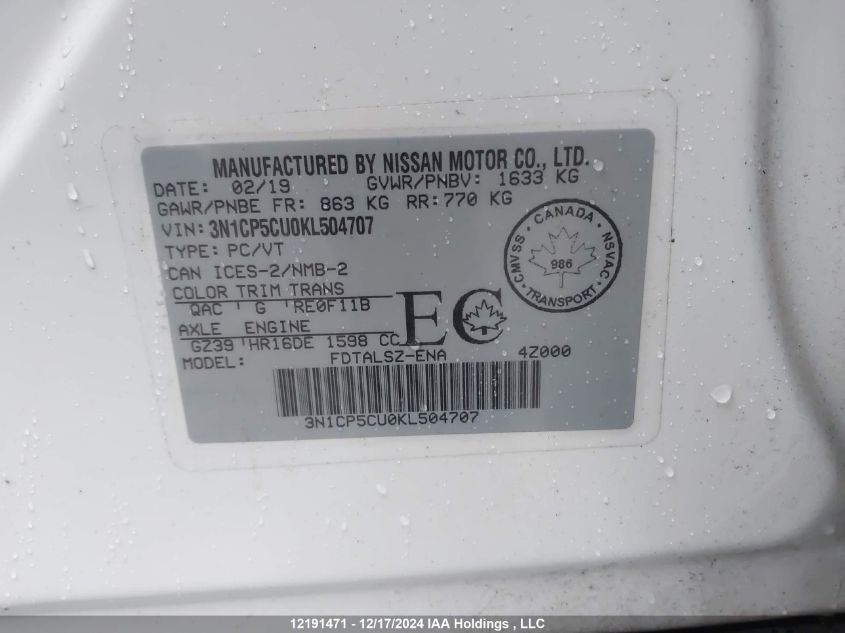 MANUFACTURED BY NISSAN MOTOR CO., LTD.
DATE: 02/19 GVWR/PNBV: 1633 KG
GAWR/PNBE FR: 863 KG RR: 770 KG
VIN: 3N1CP5CU0KL504707
TYPE: PC/VT
CAN ICES-2/NMB-2
COLOR TRIM TRANS
QAC G RE0F11B
AXLE ENGINE
GZ39 HR16DE 1598 CC
MODEL: FDTALSZ-ENA 4Z000
EC
CANADA
CMVSS NSVAC
986
TRANSPORT
3N1CP5CU0KL504707
12191471 - 12/17/2024 IAA Holdings , LLC